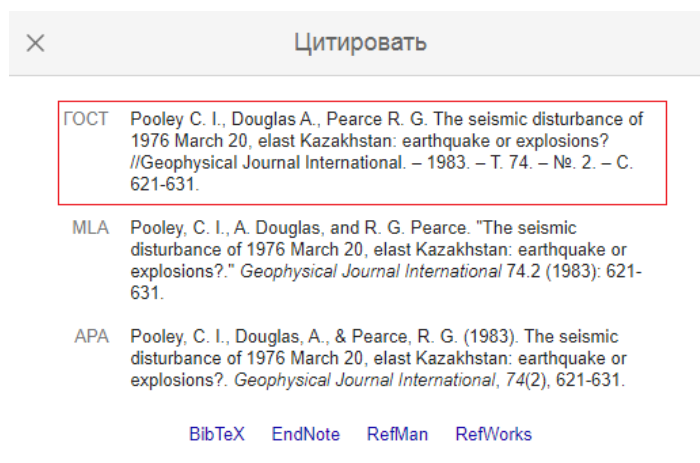 Цитировать
ГОСТ Pooley C. I., Douglas A., Pearce R. G. The seismic disturbance of
1976 March 20, elast Kazakhstan: earthquake or explosions?
//Geophysical Journal International. – 1983. – Т. 74. – №. 2. – С.
621-631.
MLA Pooley, C. I., A. Douglas, and R. G. Pearce. "The seismic
disturbance of 1976 March 20, elast Kazakhstan: earthquake or
explosions?." Geophysical Journal International 74.2 (1983): 621-
631.
APA Pooley, C. I., Douglas, A., & Pearce, R. G. (1983). The seismic
disturbance of 1976 March 20, elast Kazakhstan: earthquake or
explosions?. Geophysical Journal International, 74(2), 621-631.
BibTeX EndNote RefMan RefWorks